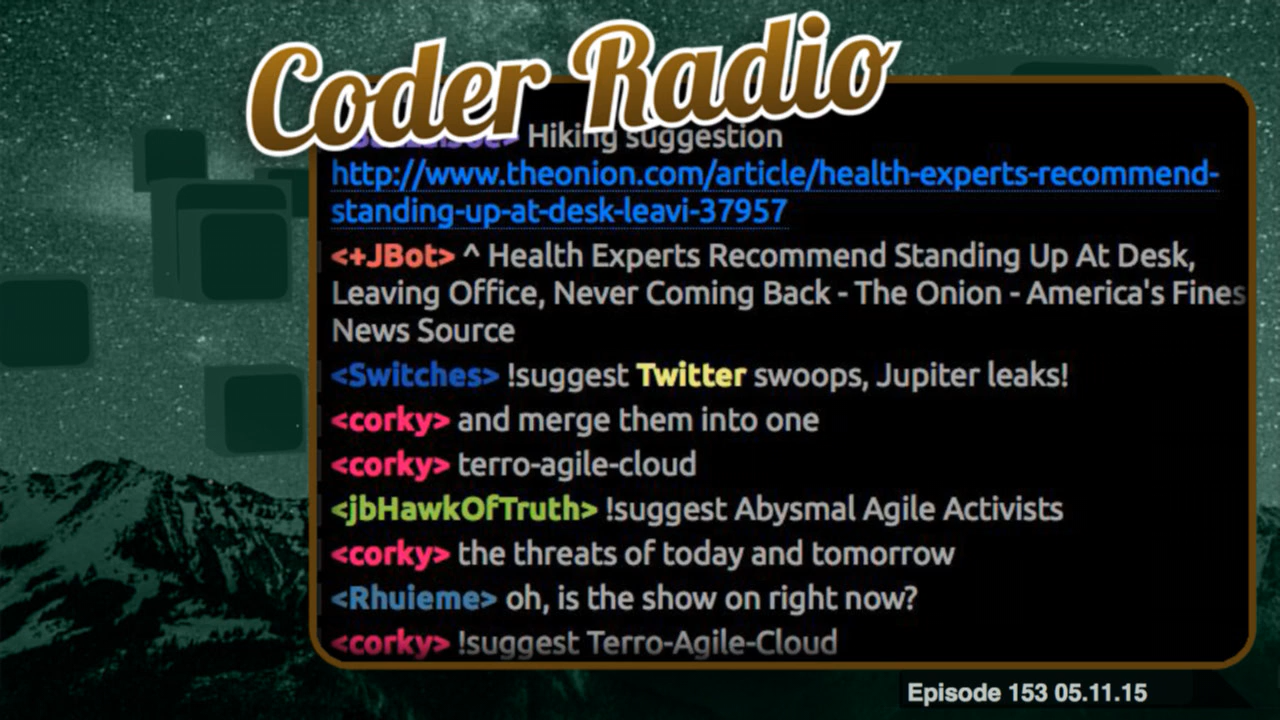 Coder Radio
Hiking suggestion
http://www.theonion.com/article/health-experts-recommend-
standing-up-at-desk-leavi-37957
<+JBot> ^ Health Experts Recommend Standing Up At Desk,
Leaving Office, Never Coming Back - The Onion - America's Fines
News Source
<Switches> !suggest Twitter swoops, Jupiter leaks!
<corky> and merge them into one
<corky> terro-agile-cloud
<jbHawkOfTruth> !suggest Abysmal Agile Activists
<corky> the threats of today and tomorrow
<Rhuieme> oh, is the show on right now?
<corky> !suggest Terro-Agile-Cloud
Episode 153 05.11.15